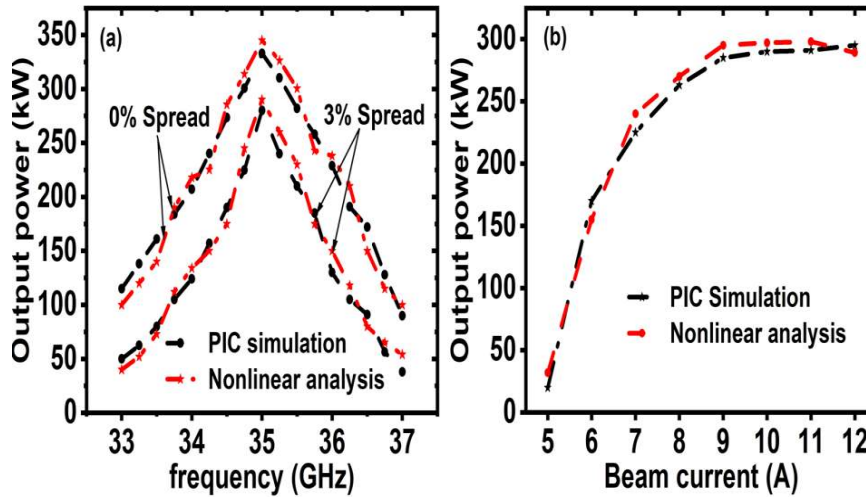 (a)
Output power (kW)
350
300
250
200
150
100
50
0
0% Spread
3% Spread
PIC simulation
Nonlinear analysis
33 34 35 36 37
frequency (GHz)
(b)
Output power (kW)
300
250
200
150
100
50
0
PIC Simulation
Nonlinear analysis
5 6 7 8 9 10 11 12
Beam current (A)